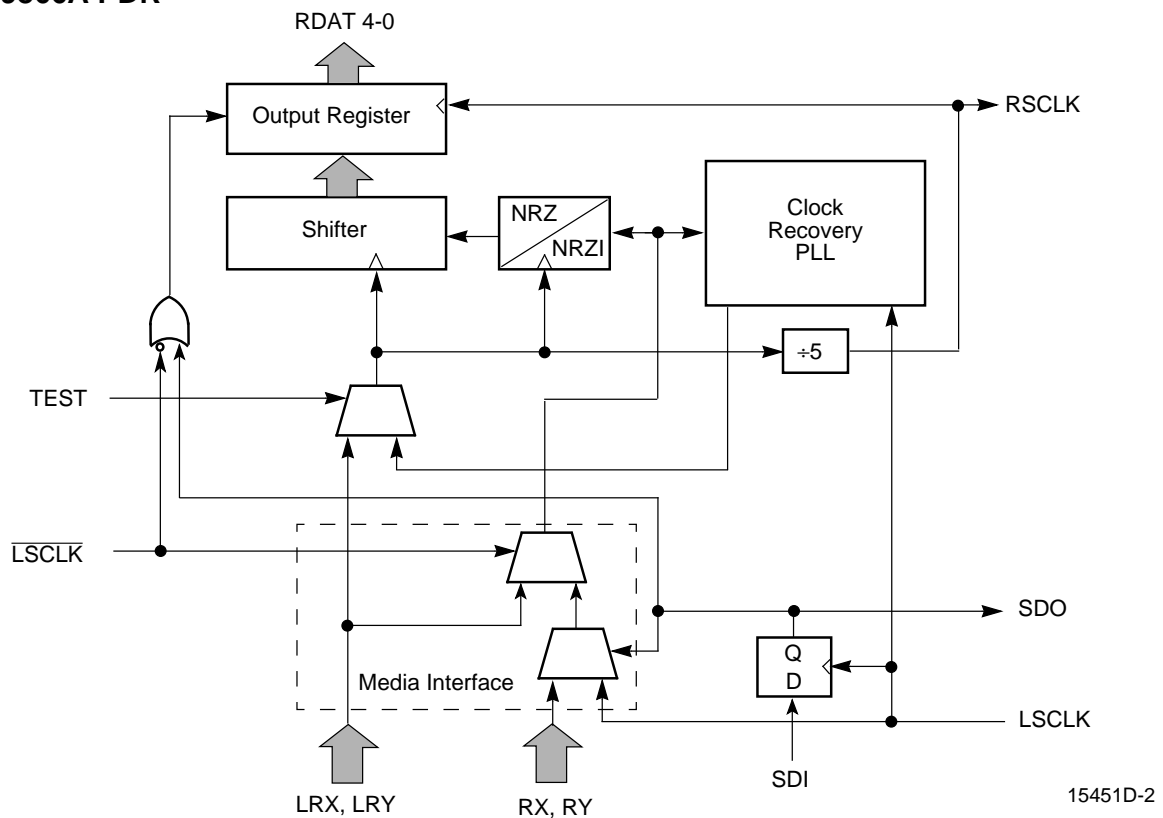 RDAT 4-0
Output Register
RSCLK
Shifter
NRZ
NRZI
Clock
Recovery
PLL
÷5
TEST
LSCLK
SDO
Q
D
Media Interface
LSCLK
SDI
LRX, LRY
RX, RY
15451D-2